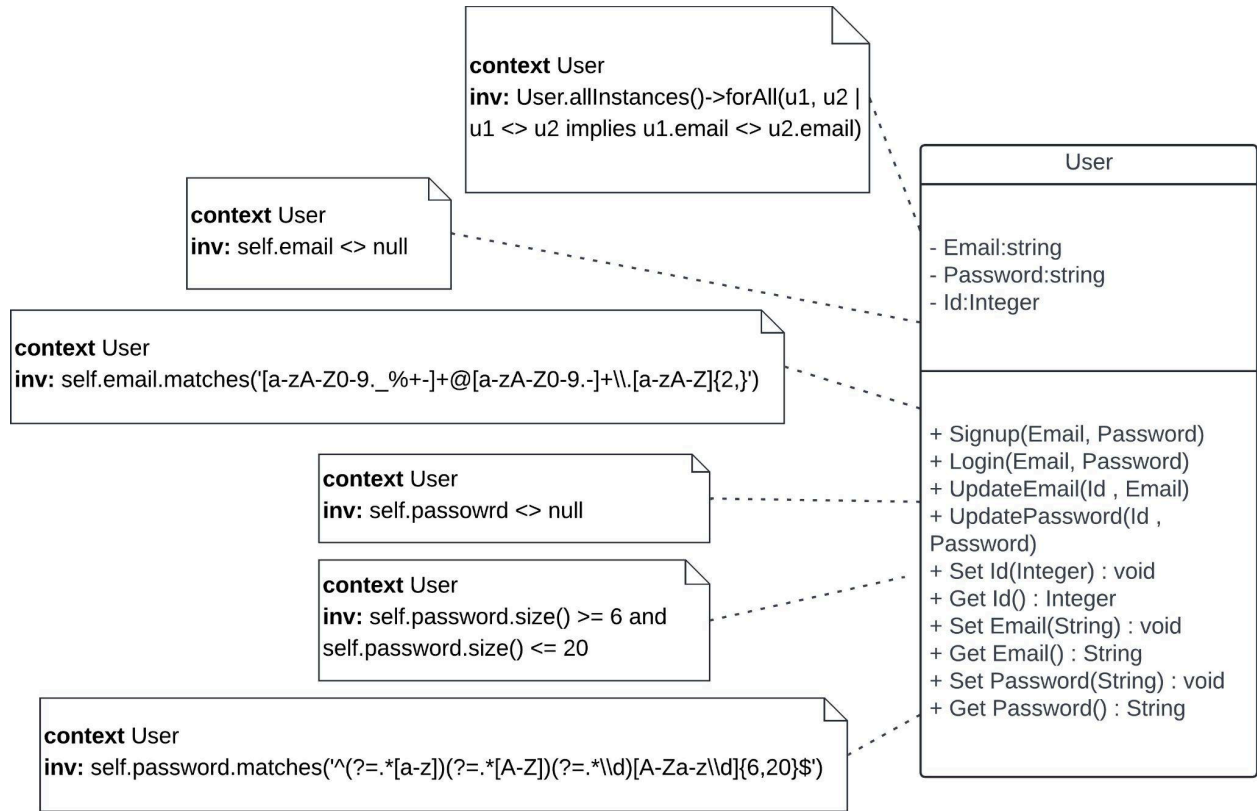 context User
inv: User.allInstances()->forAll(u1, u2 |
u1 <> u2 implies u1.email <> u2.email)
context User
inv: self.email <> null
context User
inv: self.email.matches('[a-zA-Z0-9._%+-]+@[a-zA-Z0-9.-]+\\.[a-zA-Z]{2,}')
context User
inv: self.passowrd <> null
context User
inv: self.password.size() >= 6 and
self.password.size() <= 20
context User
inv: self.password.matches('^(?=.*[a-z])(?=.*[A-Z])(?=.*\\d)[A-Za-z\\d]{6,20}$')
User
- Email:string
- Password:string
- Id:Integer
+ Signup(Email, Password)
+ Login(Email, Password)
+ UpdateEmail(Id , Email)
+ UpdatePassword(Id ,
Password)
+ Set Id(Integer) : void
+ Get Id() : Integer
+ Set Email(String) : void
+ Get Email() : String
+ Set Password(String) : void
+ Get Password() : String